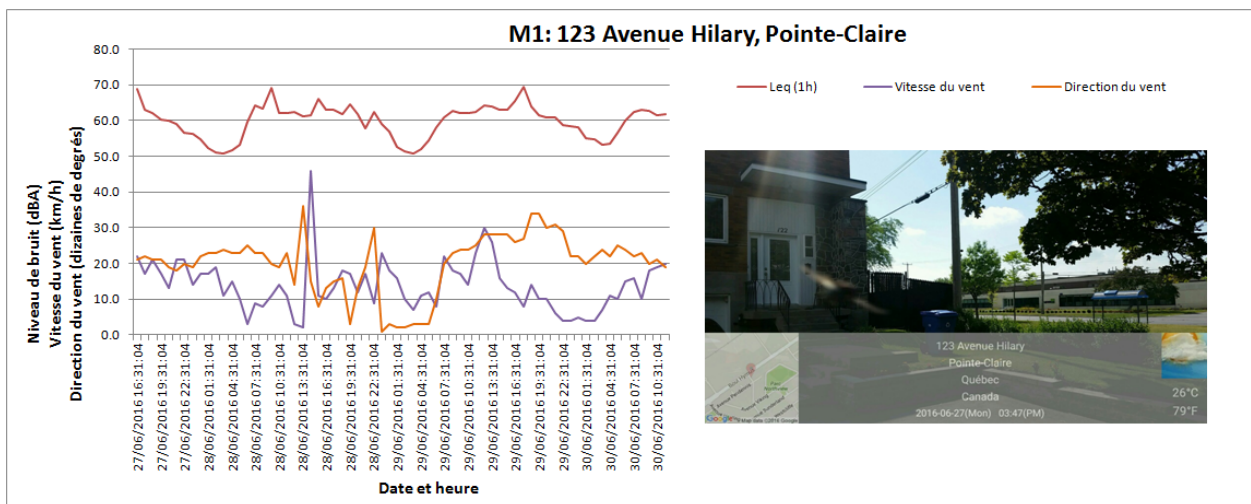 M1: 123 Avenue Hilary, Pointe-Claire
80.0
70.0
60.0
50.0
40.0
30.0
20.0
10.0
0.0
Niveau de bruit (dBA)
Vitesse du vent (km/h)
Direction du vent (dizaines de degrés)
27/06/2016 16:31:04
27/06/2016 19:31:04
27/06/2016 22:31:04
28/06/2016 01:31:04
28/06/2016 04:31:04
28/06/2016 07:31:04
28/06/2016 10:31:04
28/06/2016 13:31:04
28/06/2016 16:31:04
28/06/2016 19:31:04
28/06/2016 22:31:04
29/06/2016 01:31:04
29/06/2016 04:31:04
29/06/2016 07:31:04
29/06/2016 10:31:04
29/06/2016 13:31:04
29/06/2016 16:31:04
29/06/2016 19:31:04
29/06/2016 22:31:04
30/06/2016 01:31:04
30/06/2016 04:31:04
30/06/2016 07:31:04
30/06/2016 10:31:04
Date et heure
Leq (1h)
Vitesse du vent
Direction du vent
123 Avenue Hilary
Pointe-Claire
Québec
Canada
2016-06-27(Mon) 03:47(PM)
26°C
79°F
Google